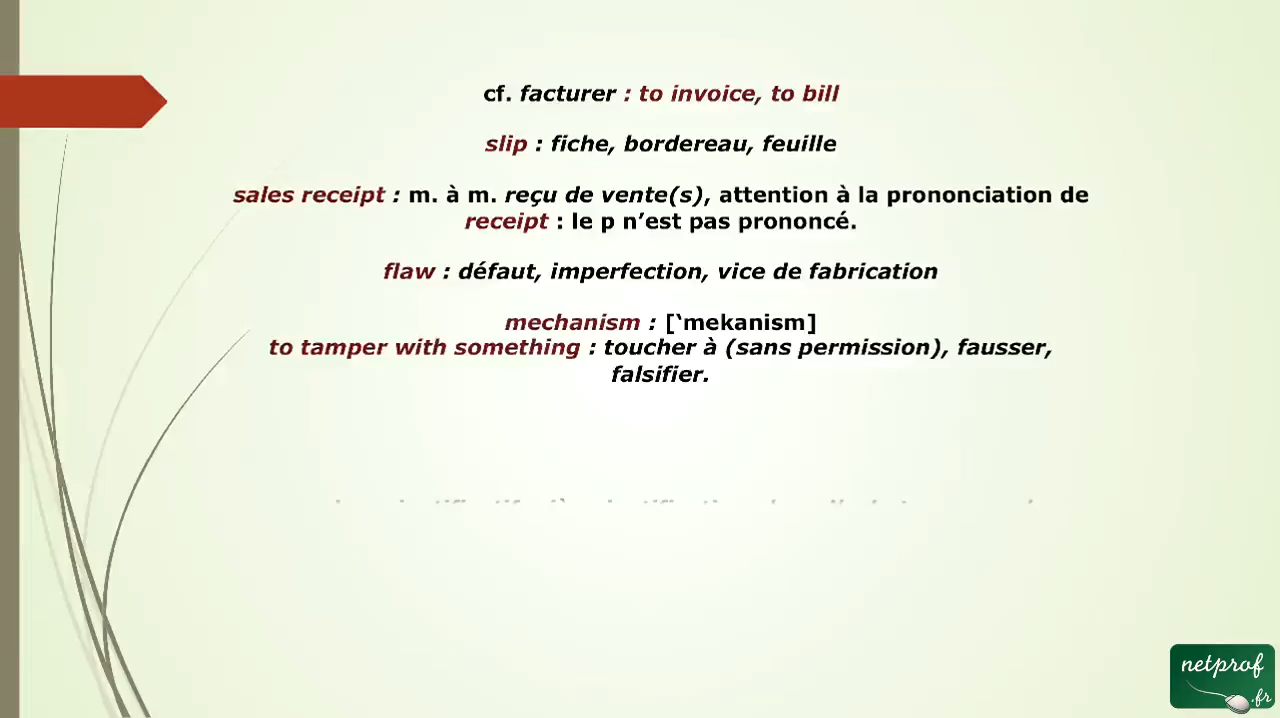 cf. facturer : to invoice, to bill
slip : fiche, bordereau, feuille
sales receipt : m. à m. reçu de vente(s), attention à la prononciation de
receipt : le p n’est pas prononcé.
flaw : défaut, imperfection, vice de fabrication
mechanism : [‘mekanism]
to tamper with something : toucher à (sans permission), fausser,
falsifier.
netprof
.fr